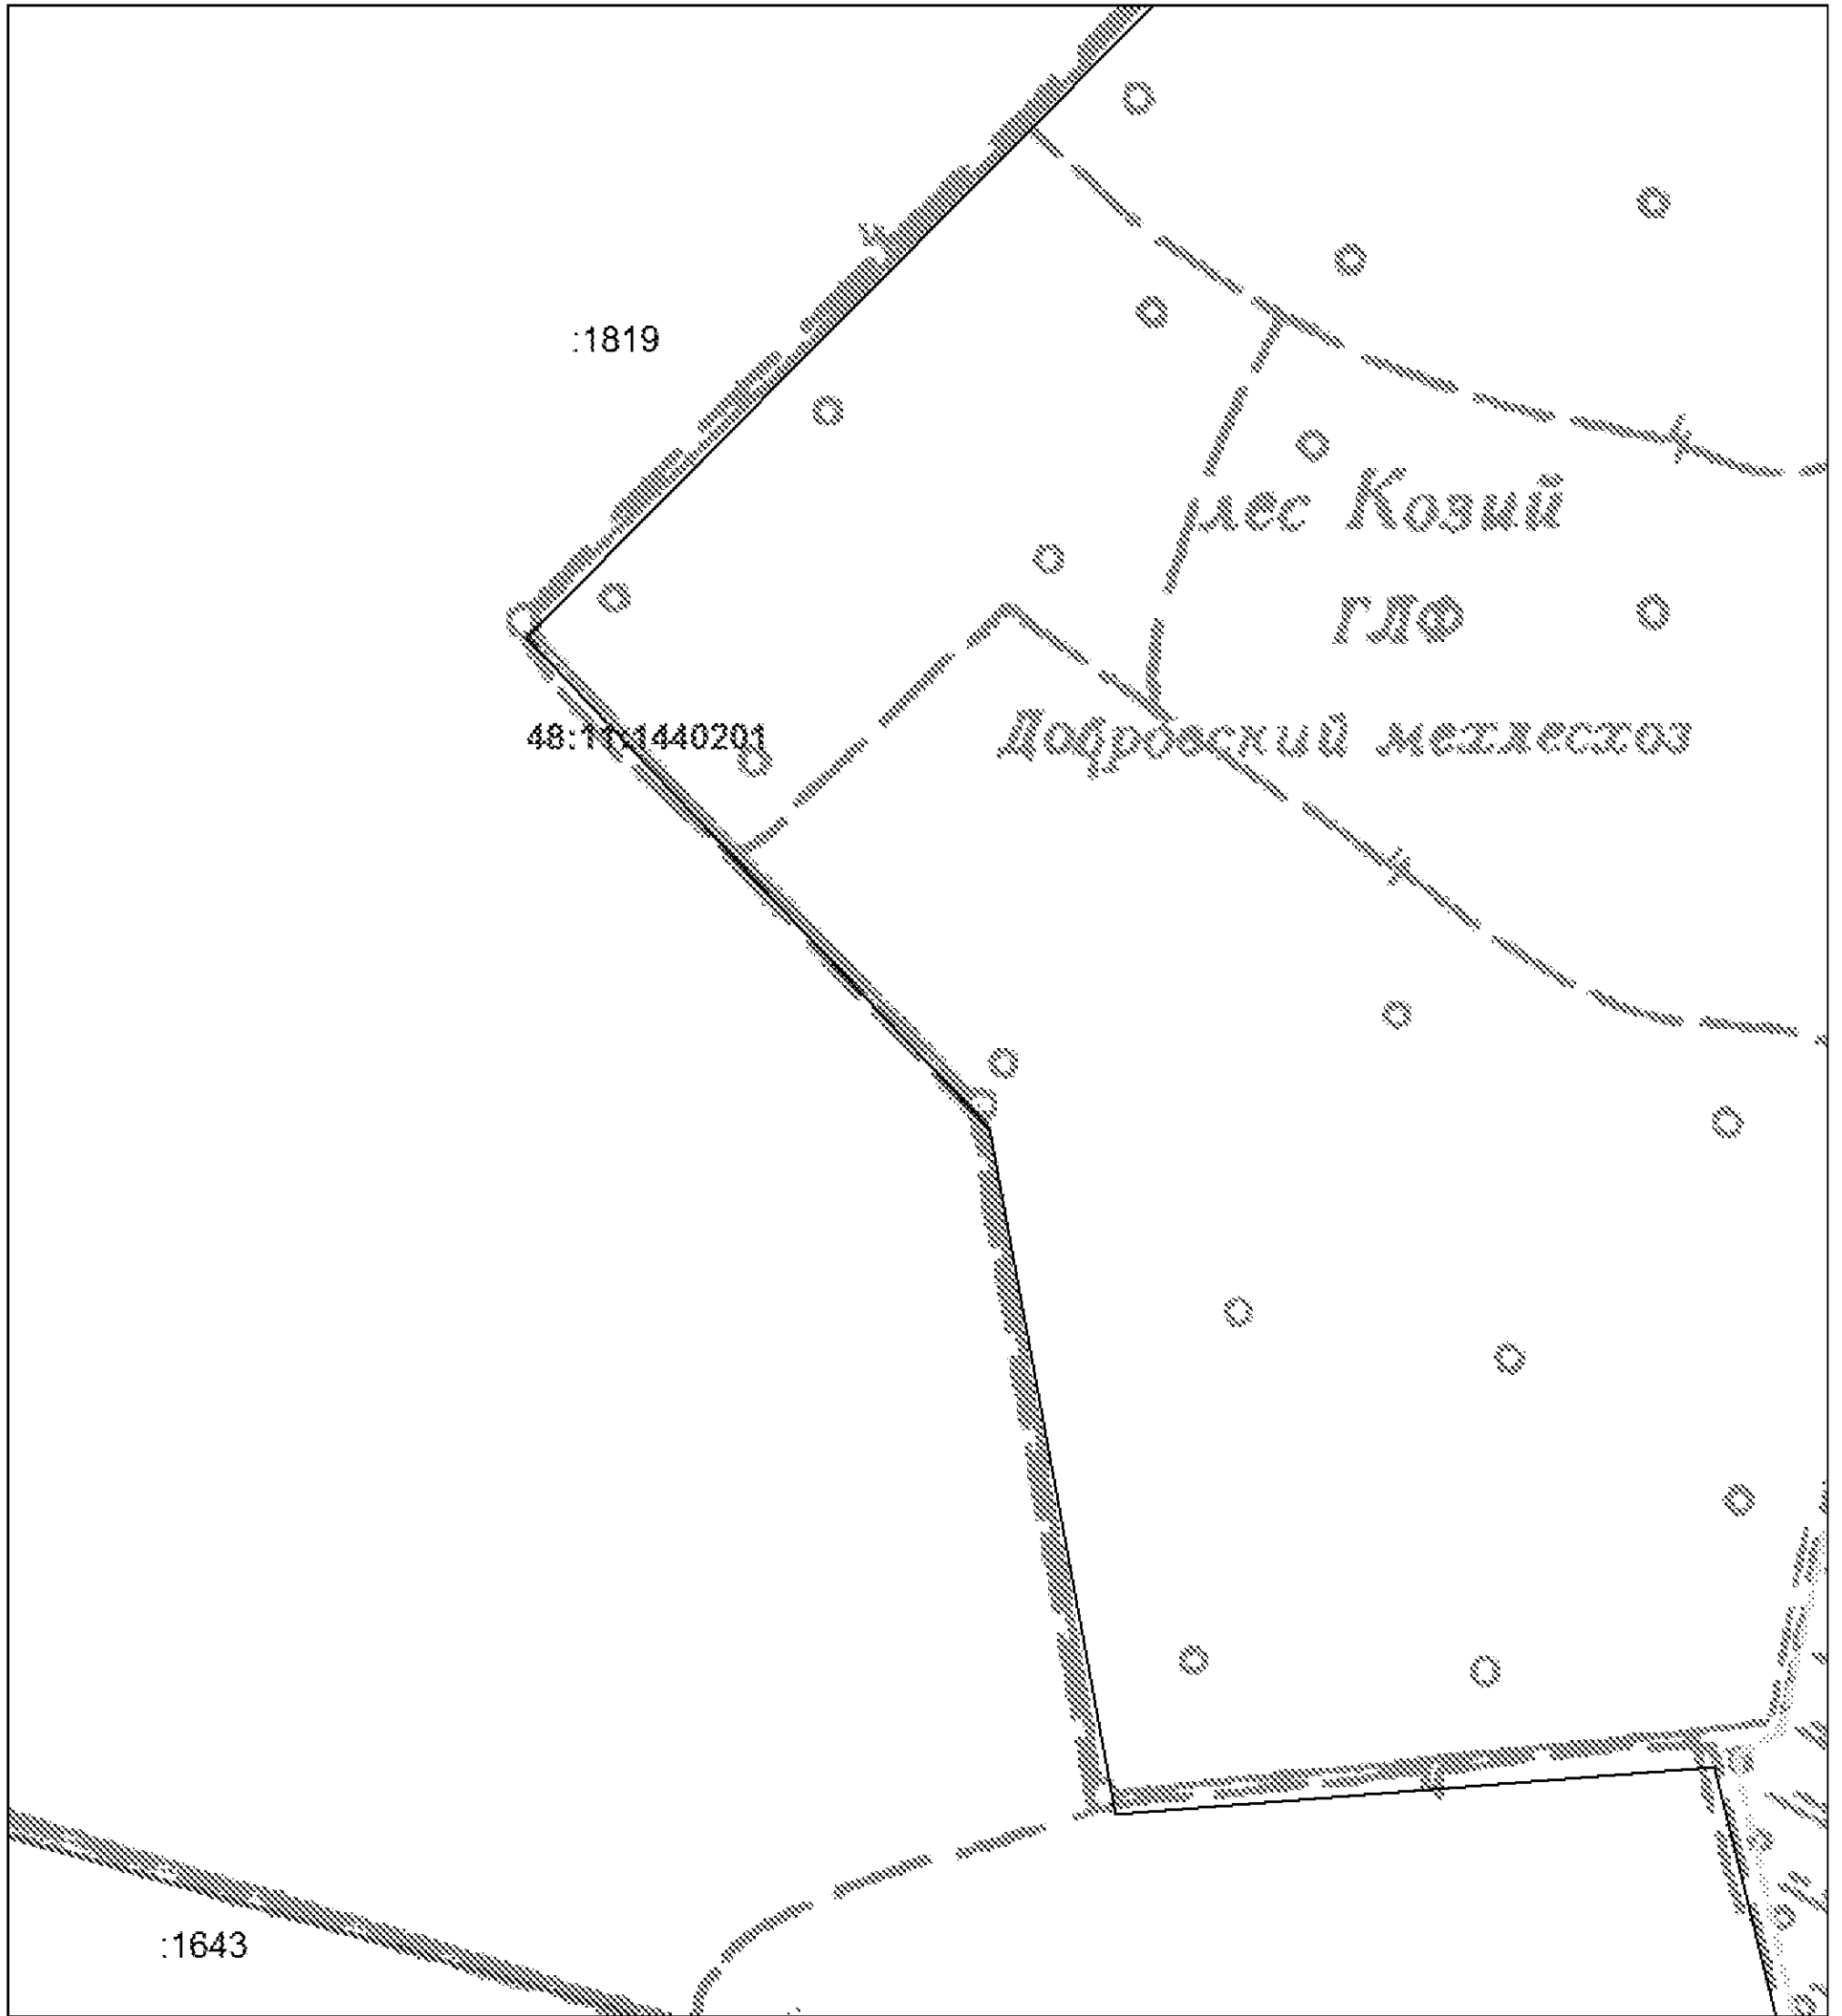 :1819
лес Козий
ГЛФ
48:11:1440201
Добровский мехлесхоз
:1643